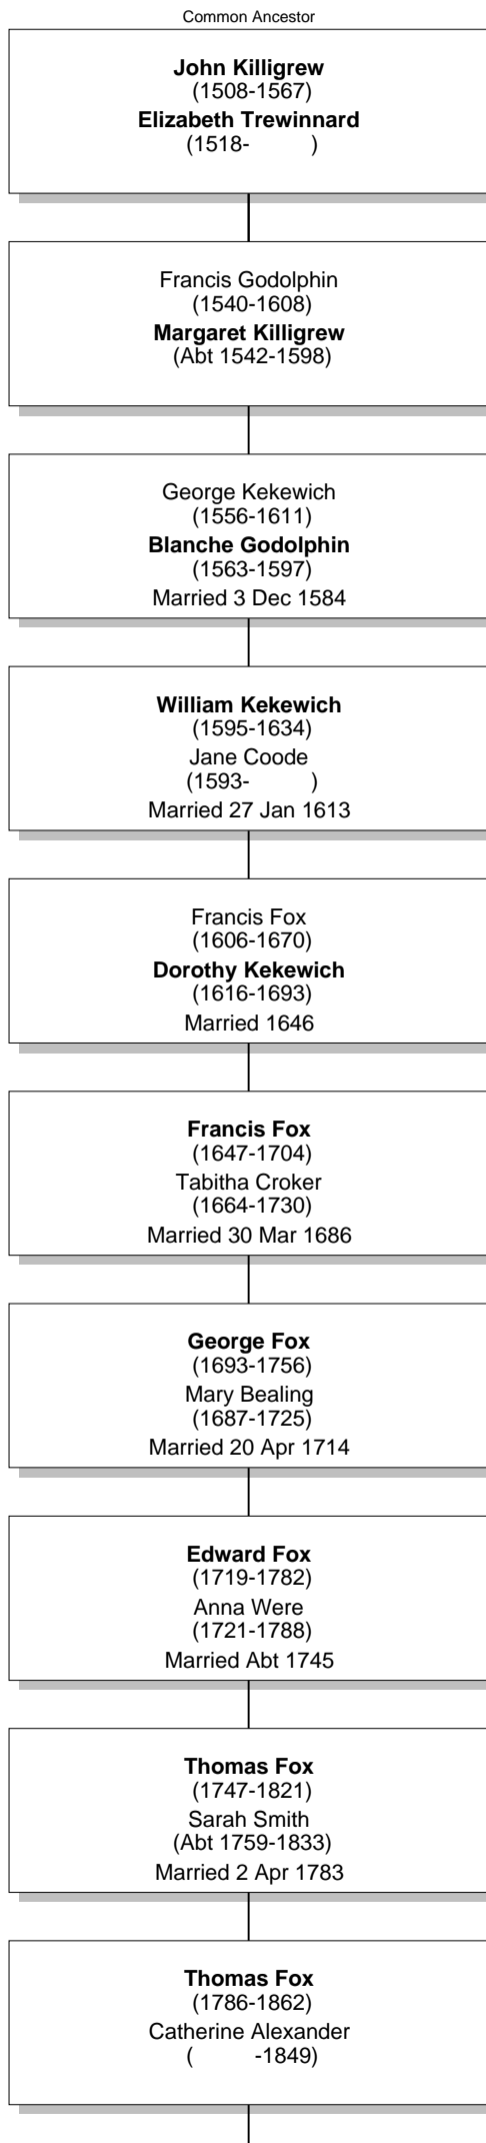 Common Ancestor
John Killigrew
(1508-1567)
Elizabeth Trewinnard
(1518-          )
Francis Godolphin
(1540-1608)
Margaret Killigrew
(Abt 1542-1598)
George Kekewich
(1556-1611)
Blanche Godolphin
(1563-1597)
Married 3 Dec 1584
William Kekewich
(1595-1634)
Jane Coode
(1593-          )
Married 27 Jan 1613
Francis Fox
(1606-1670)
Dorothy Kekewich
(1616-1693)
Married 1646
Francis Fox
(1647-1704)
Tabitha Croker
(1664-1730)
Married 30 Mar 1686
George Fox
(1693-1756)
Mary Bealing
(1687-1725)
Married 20 Apr 1714
Edward Fox
(1719-1782)
Anna Were
(1721-1788)
Married Abt 1745
Thomas Fox
(1747-1821)
Sarah Smith
(Abt 1759-1833)
Married 2 Apr 1783
Thomas Fox
(1786-1862)
Catherine Alexander
(          -1849)